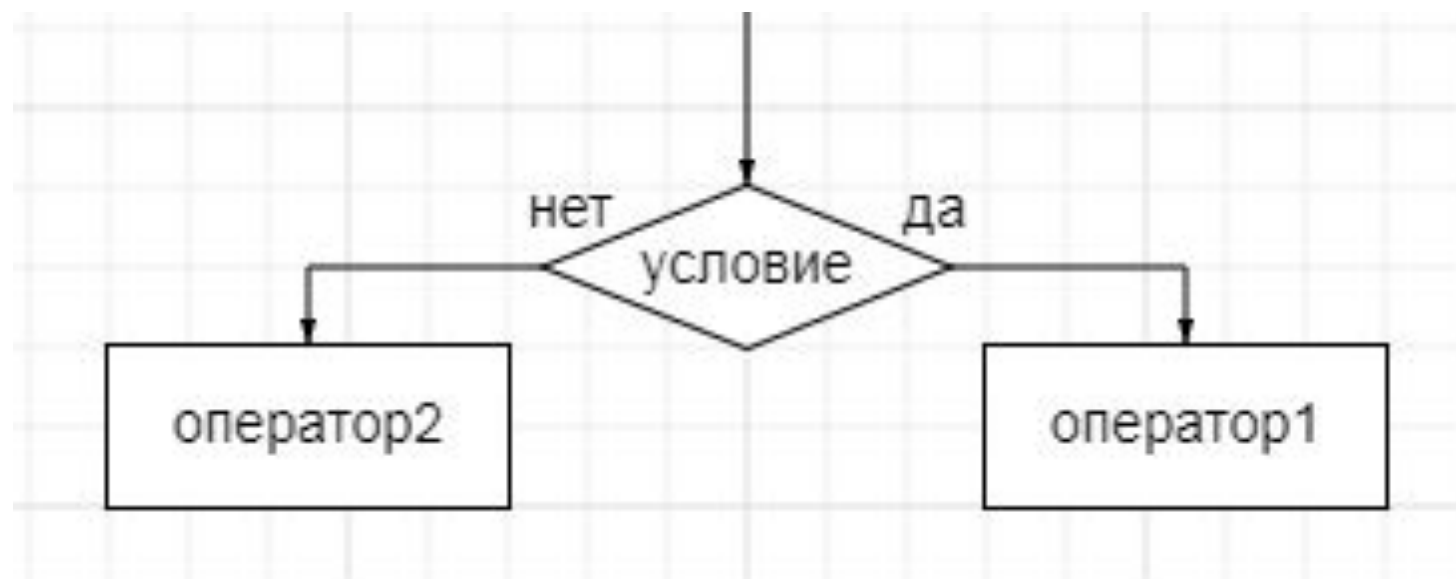 нет
да
условие
оператор2
оператор1